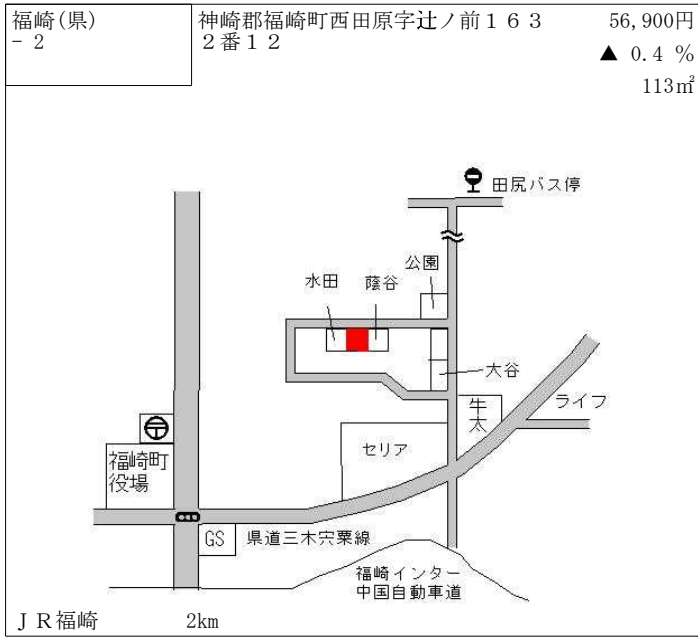 福崎(県)
－２
神崎郡福崎町西田原字辻ノ前１６３
２番１２
56,900円
▲ 0.4 %
113㎡
田尻バス停
公園
水田
蔭谷
大谷
牛太
ライフ
セリア
福崎町
役場
GS
県道三木宍粟線
福崎インター
中国自動車道
ＪＲ福崎
2km